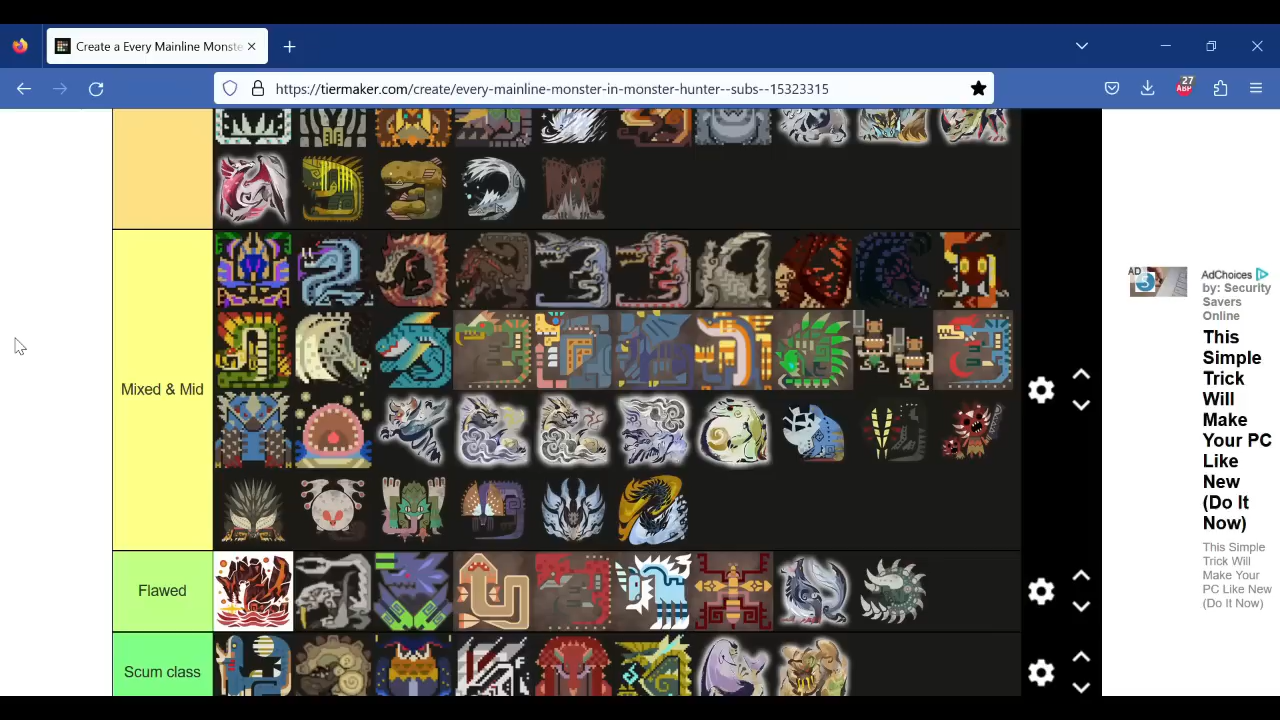 Create a Every Mainline Monste
https://tiermaker.com/create/every-mainline-monster-in-monster-hunter--subs--15323315
27
ABP
Mixed & Mid
Flawed
Scum class
AD
AdChoices
by: Security
Savers
Online
This
Simple
Trick
Will
Make
Your PC
Like
New
(Do It
Now)
This Simple
Trick Will
Make Your
PC Like New
(Do It Now)